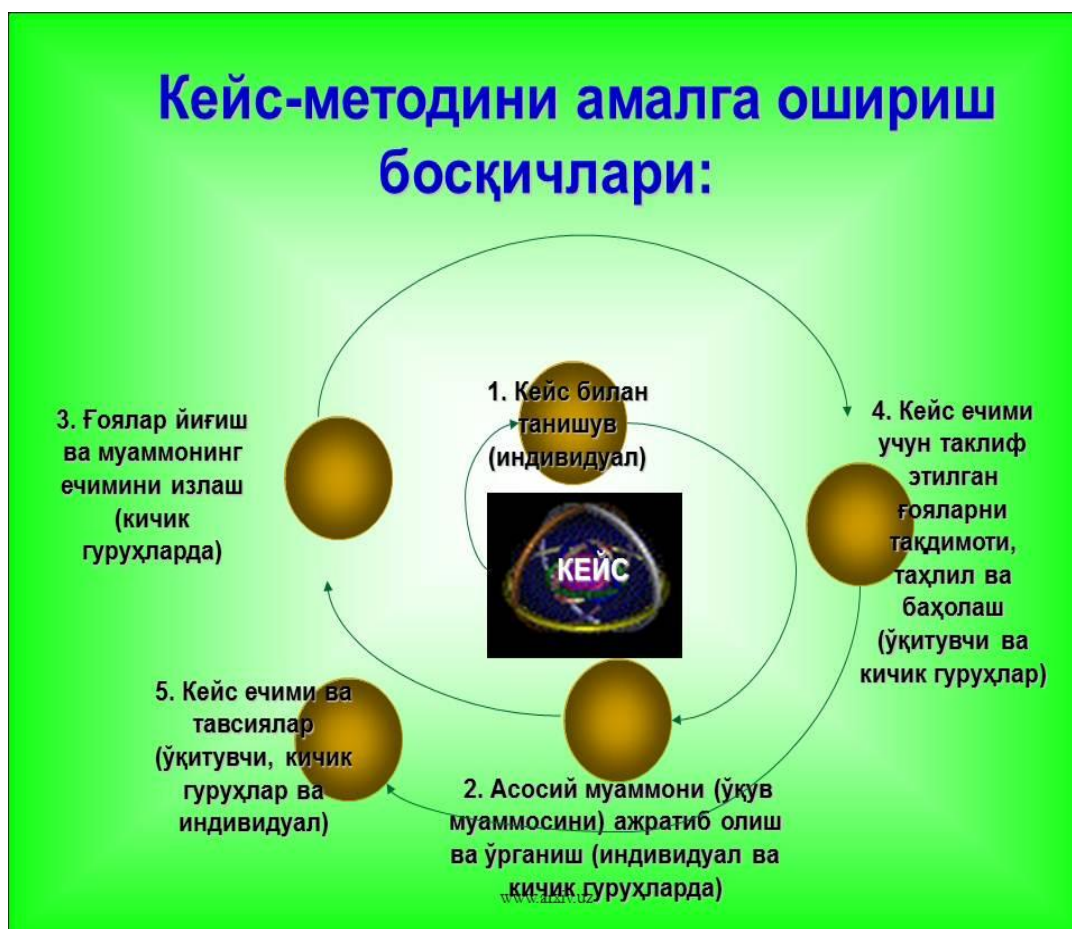 Кейс-методини амалга ошириш
босқичлари:
1. Кейс билан
танишув
(индивидуал)
КЕЙС
2. Асосий муаммони (ўқув
муаммосини) ажратиб олиш
ва ўрганиш (индивидуал ва
кичик гуруҳларда)
3. Ғоялар йиғиш
ва муаммонинг
ечимини излаш
(кичик
гуруҳларда)
4. Кейс ечими
учун таклиф
этилган
ғояларни
тақдимоти,
таҳлил ва
баҳолаш
(ўқитувчи ва
кичик гуруҳлар)
5. Кейс ечими ва
тавсиялар
(ўқитувчи, кичик
гуруҳлар ва
индивидуал)
www.arxiv.uz